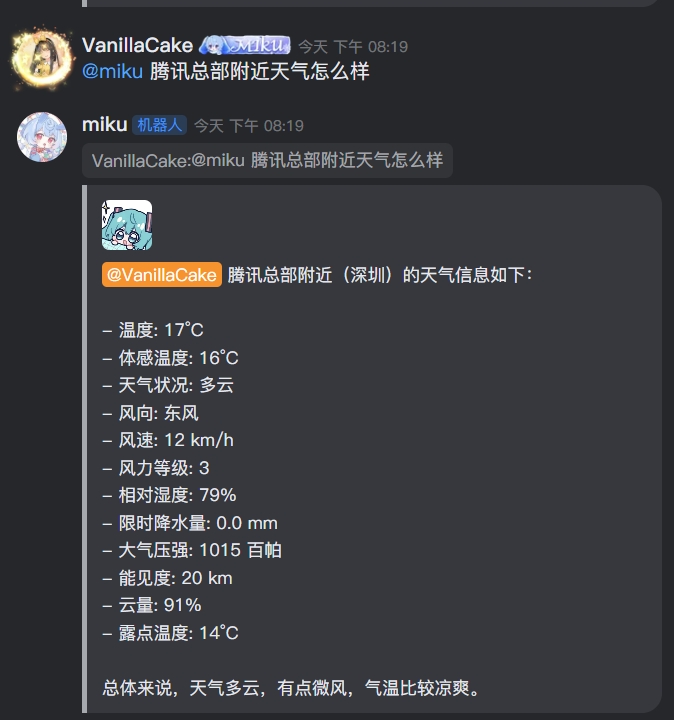 VanillaCake MIKU 今天 下午 08:19
@miku 腾讯总部附近天气怎么样
miku 机器人 今天 下午 08:19
VanillaCake:@miku 腾讯总部附近天气怎么样
@VanillaCake 腾讯总部附近（深圳）的天气信息如下：
– 温度: 17°C
– 体感温度: 16°C
– 天气状况: 多云
– 风向: 东风
– 风速: 12 km/h
– 风力等级: 3
– 相对湿度: 79%
– 限时降水量: 0.0 mm
– 大气压强: 1015 百帕
– 能见度: 20 km
– 云量: 91%
– 露点温度: 14°C
总体来说，天气多云，有点微风，气温比较凉爽。